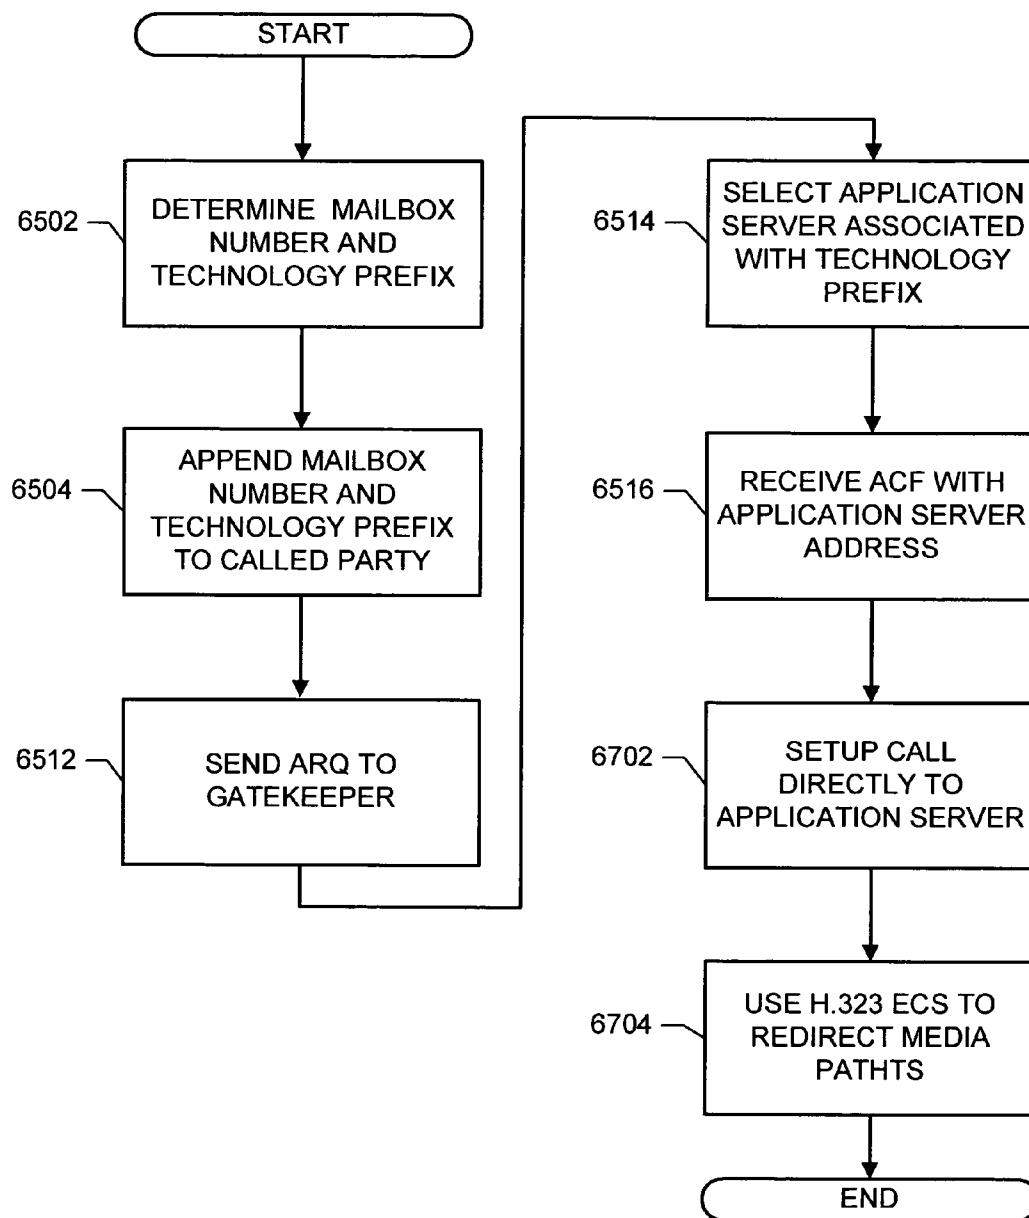 START
6502
DETERMINE MAILBOX
NUMBER AND
TECHNOLOGY PREFIX
6504
APPEND MAILBOX
NUMBER AND
TECHNOLOGY PREFIX
TO CALLED PARTY
6512
SEND ARQ TO
GATEKEEPER
6514
SELECT APPLICATION
SERVER ASSOCIATED
WITH TECHNOLOGY
PREFIX
6516
RECEIVE ACF WITH
APPLICATION SERVER
ADDRESS
6702
SETUP CALL
DIRECTLY TO
APPLICATION SERVER
6704
USE H.323 ECS TO
REDIRECT MEDIA
PATHTS
END